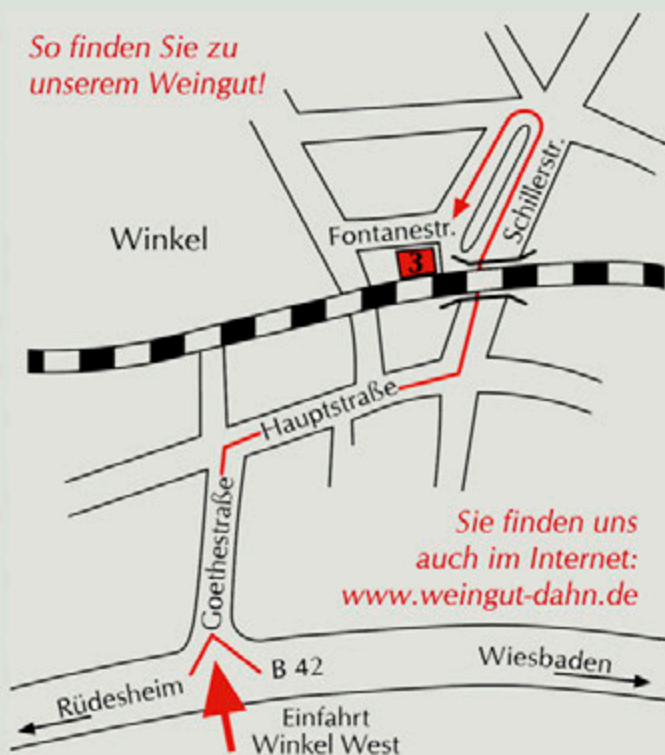 So finden Sie zu
unserem Weingut!
Winkel
Fontanestr.
Schillerstr.
3
Hauptstraße
Goethestraße
Sie finden uns
auch im Internet:
www.weingut-dahn.de
B 42
Wiesbaden
Rüdesheim
Einfahrt
Winkel West